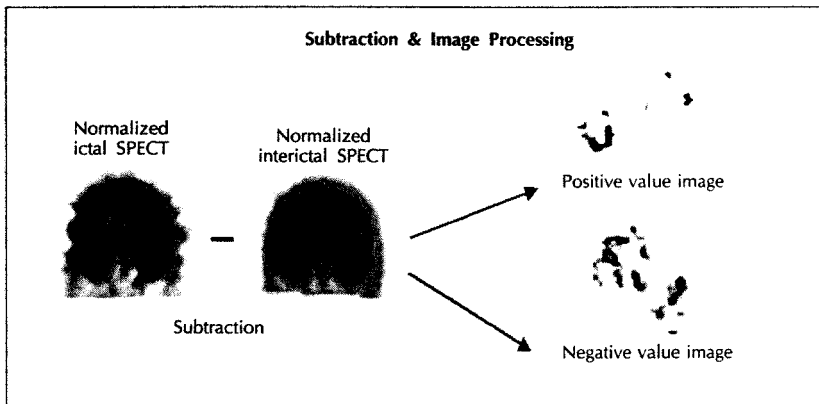 Subtraction & Image Processing
Normalized
ictal SPECT
Normalized
interictal SPECT
Positive value image
Subtraction
Negative value image